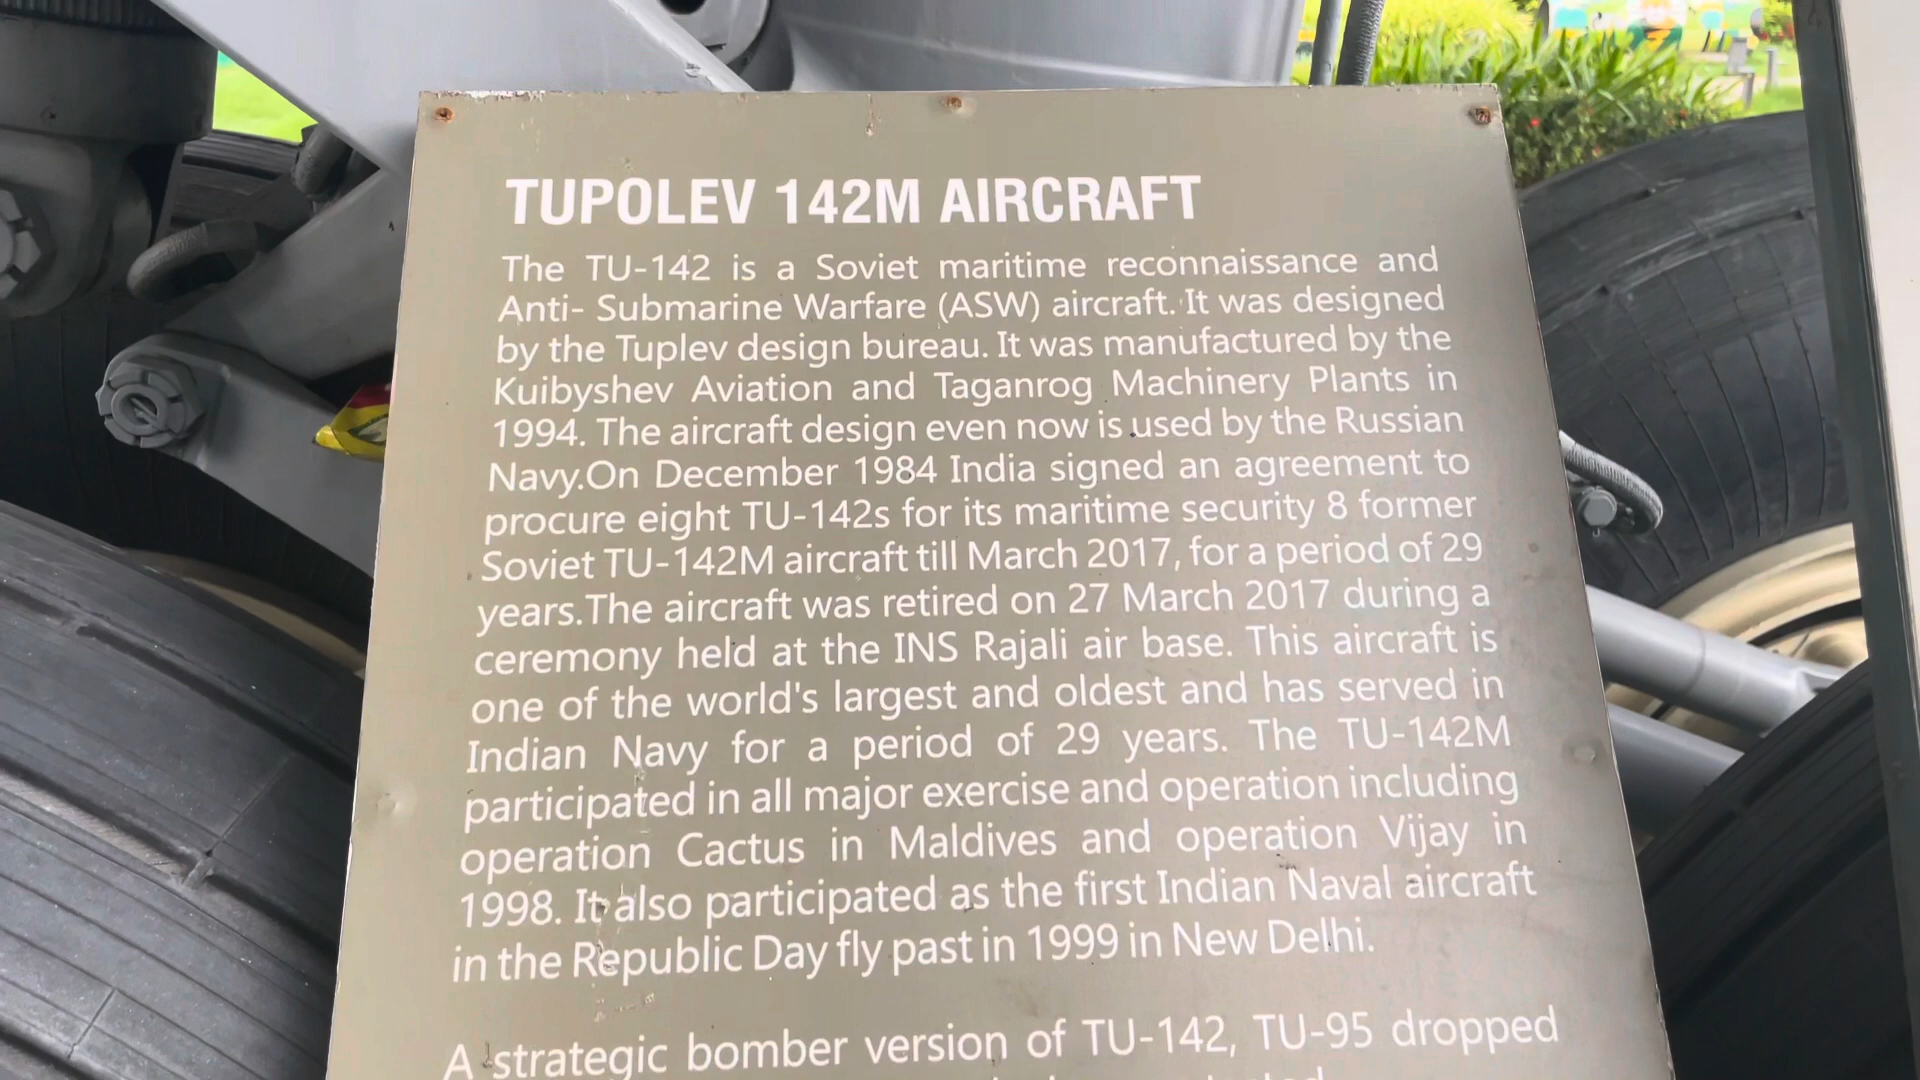 TUPOLEV 142M AIRCRAFT
The TU-142 is a Soviet maritime reconnaissance and
Anti- Submarine Warfare (ASW) aircraft. It was designed
by the Tuplev design bureau. It was manufactured by the
Kuibyshev Aviation and Taganrog Machinery Plants in
1994. The aircraft design even now is used by the Russian
Navy.On December 1984 India signed an agreement to
procure eight TU-142s for its maritime security 8 former
Soviet TU-142M aircraft till March 2017, for a period of 29
years.The aircraft was retired on 27 March 2017 during a
ceremony held at the INS Rajali air base. This aircraft is
one of the world's largest and oldest and has served in
Indian Navy for a period of 29 years. The TU-142M
participated in all major exercise and operation including
operation Cactus in Maldives and operation Vijay in
1998. It also participated as the first Indian Naval aircraft
in the Republic Day fly past in 1999 in New Delhi.
A strategic bomber version of TU-142, TU-95 dropped